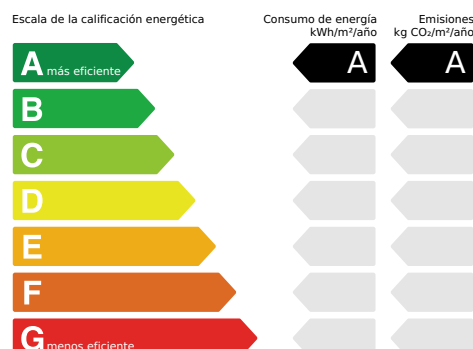 Escala de la calificación energética
Consumo de energía
kWh/m²/año
Emisiones
kg CO₂/m²/año
A más eficiente
A
A
B
C
D
E
F
G menos eficiente